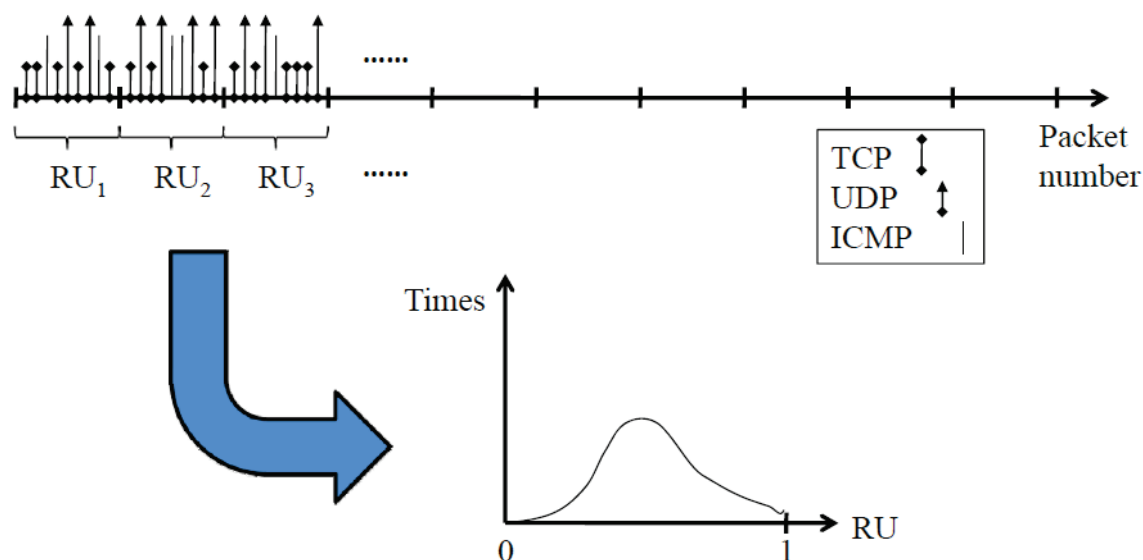 ......
Packet
number
RU1 RU2 RU3 ......
TCP
UDP
ICMP
Times
RU
0 1